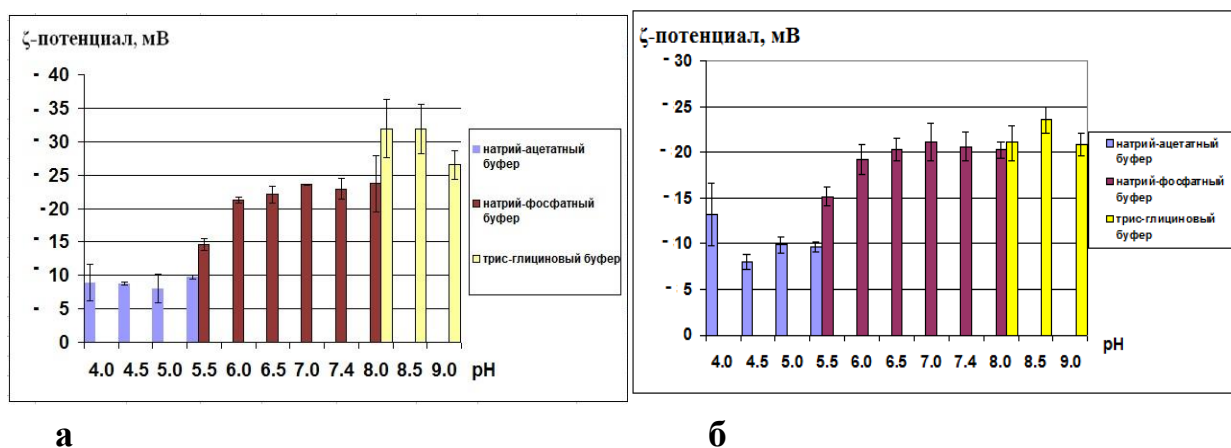 ζ-потенциал, мВ
- 40
- 35
- 30
- 25
- 20
- 15
- 10
- 5
0
4.0 4.5 5.0 5.5 6.0 6.5 7.0 7.4 8.0 8.5 9.0
pH
натрий-ацетатный
буфер
натрий-фосфатный
буфер
трис-глициновый буфер
а
ζ-потенциал, мВ
- 30
- 25
- 20
- 15
- 10
- 5
0
4.0 4.5 5.0 5.5 6.0 6.5 7.0 7.4 8.0 8.5 9.0
pH
натрий-ацетатный
буфер
натрий-фосфатный
буфер
трис-глициновый
буфер
б